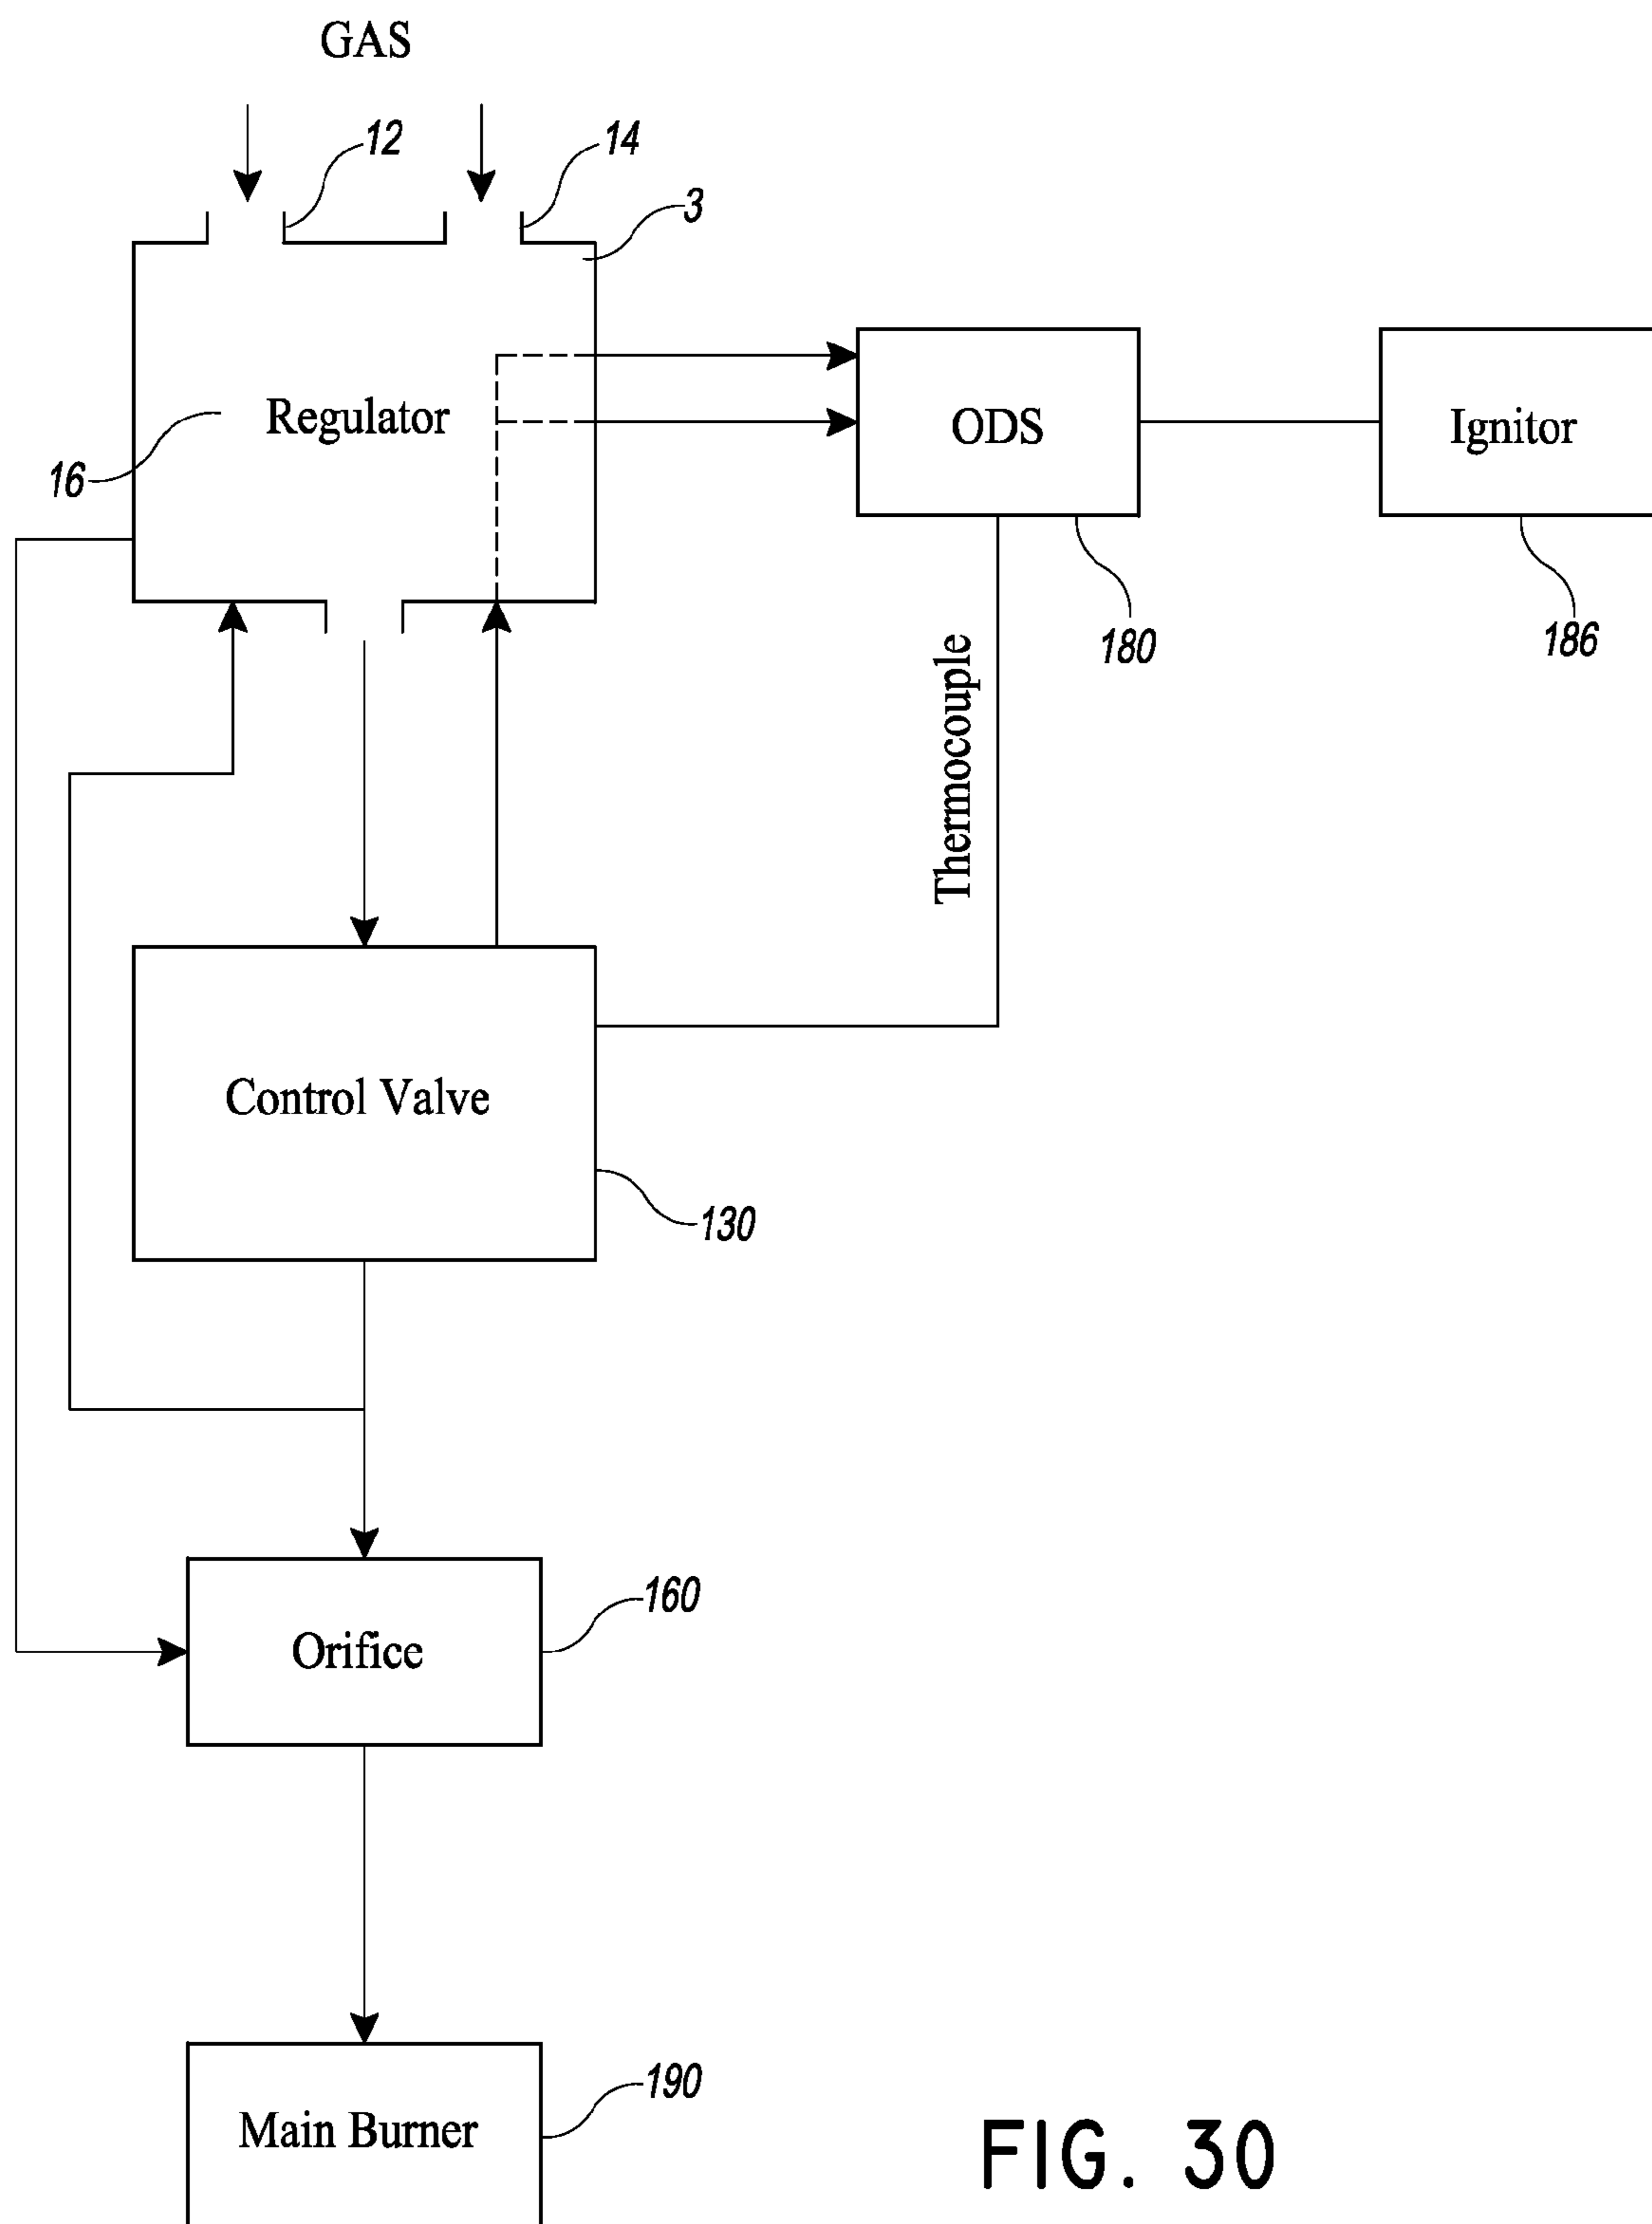 GAS
12
14
3
Regulator
ODS
Ignitor
16
180
186
Thermocouple
Control Valve
130
160
Orifice
190
Main Burner
FIG. 30